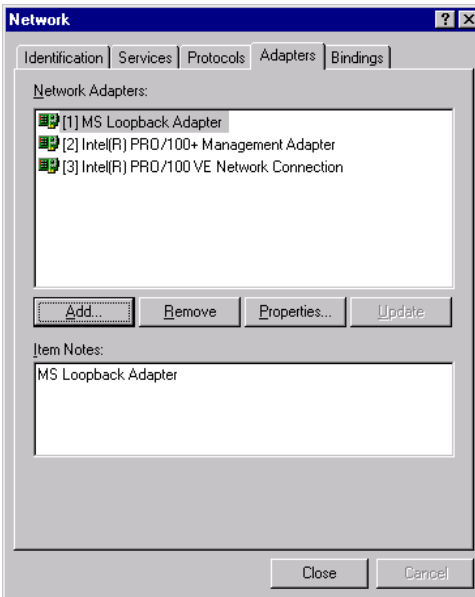 Network
Identification Services Protocols Adapters Bindings
Network Adapters:
[1] MS Loopback Adapter
[2] Intel(R) PRO/100+ Management Adapter
[3] Intel(R) PRO/100 VE Network Connection
Add... Remove Properties... Update
Item Notes:
MS Loopback Adapter
Close Cancel